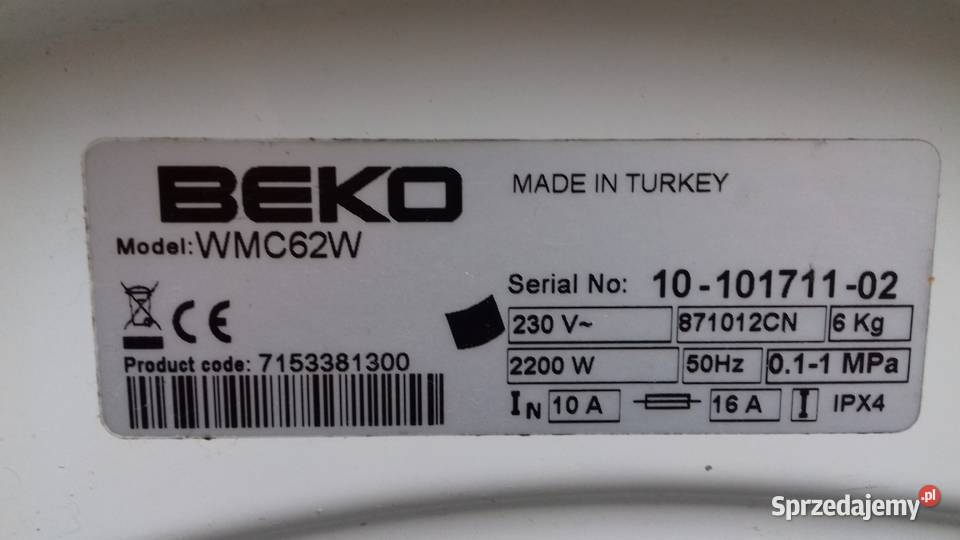 BEKO
MADE IN TURKEY
Model: WMC62W
Serial No: 10-101711-02
230 V~ 871012CN 6 Kg
2200 W 50Hz 0.1-1 MPa
CE
Product code: 7153381300
IN 10 A 16 A I IPX4
Sprzedajemy.pl